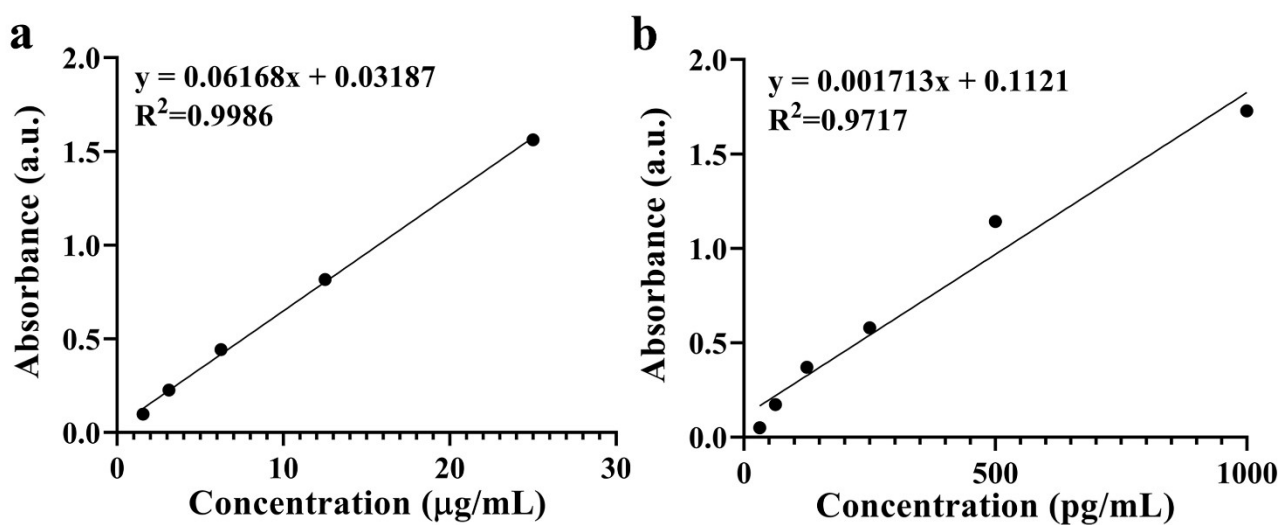 a
y = 0.06168x + 0.03187
R²=0.9986
Absorbance (a.u.)
2.0
1.5
1.0
0.5
0.0
0 10 20 30
Concentration (μg/mL)
b
y = 0.001713x + 0.1121
R²=0.9717
Absorbance (a.u.)
2.0
1.5
1.0
0.5
0.0
0 500 1000
Concentration (pg/mL)